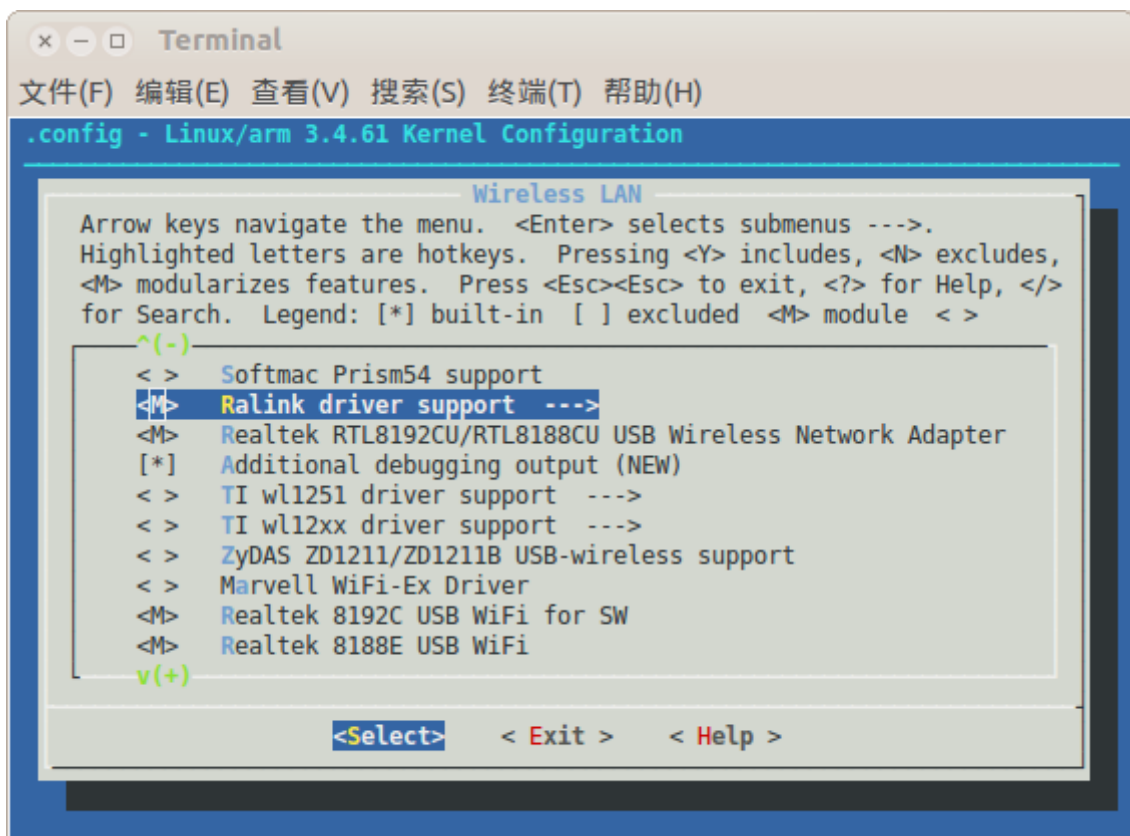 Terminal
文件(F) 编辑(E) 查看(V) 搜索(S) 终端(T) 帮助(H)
.config - Linux/arm 3.4.61 Kernel Configuration
Wireless LAN
Arrow keys navigate the menu.  <Enter> selects submenus --->.
Highlighted letters are hotkeys.  Pressing <Y> includes, <N> excludes,
<M> modularizes features.  Press <Esc><Esc> to exit, <?> for Help, </>
for Search.  Legend: [*] built-in  [ ] excluded  <M> module  < >
^(-)
< >   Softmac Prism54 support
<M>   Ralink driver support  --->
<M>   Realtek RTL8192CU/RTL8188CU USB Wireless Network Adapter
[*]   Additional debugging output (NEW)
< >   TI wl1251 driver support  --->
< >   TI wl12xx driver support  --->
< >   ZyDAS ZD1211/ZD1211B USB-wireless support
< >   Marvell WiFi-Ex Driver
<M>   Realtek 8192C USB WiFi for SW
<M>   Realtek 8188E USB WiFi
v(+)
<Select>    < Exit >    < Help >